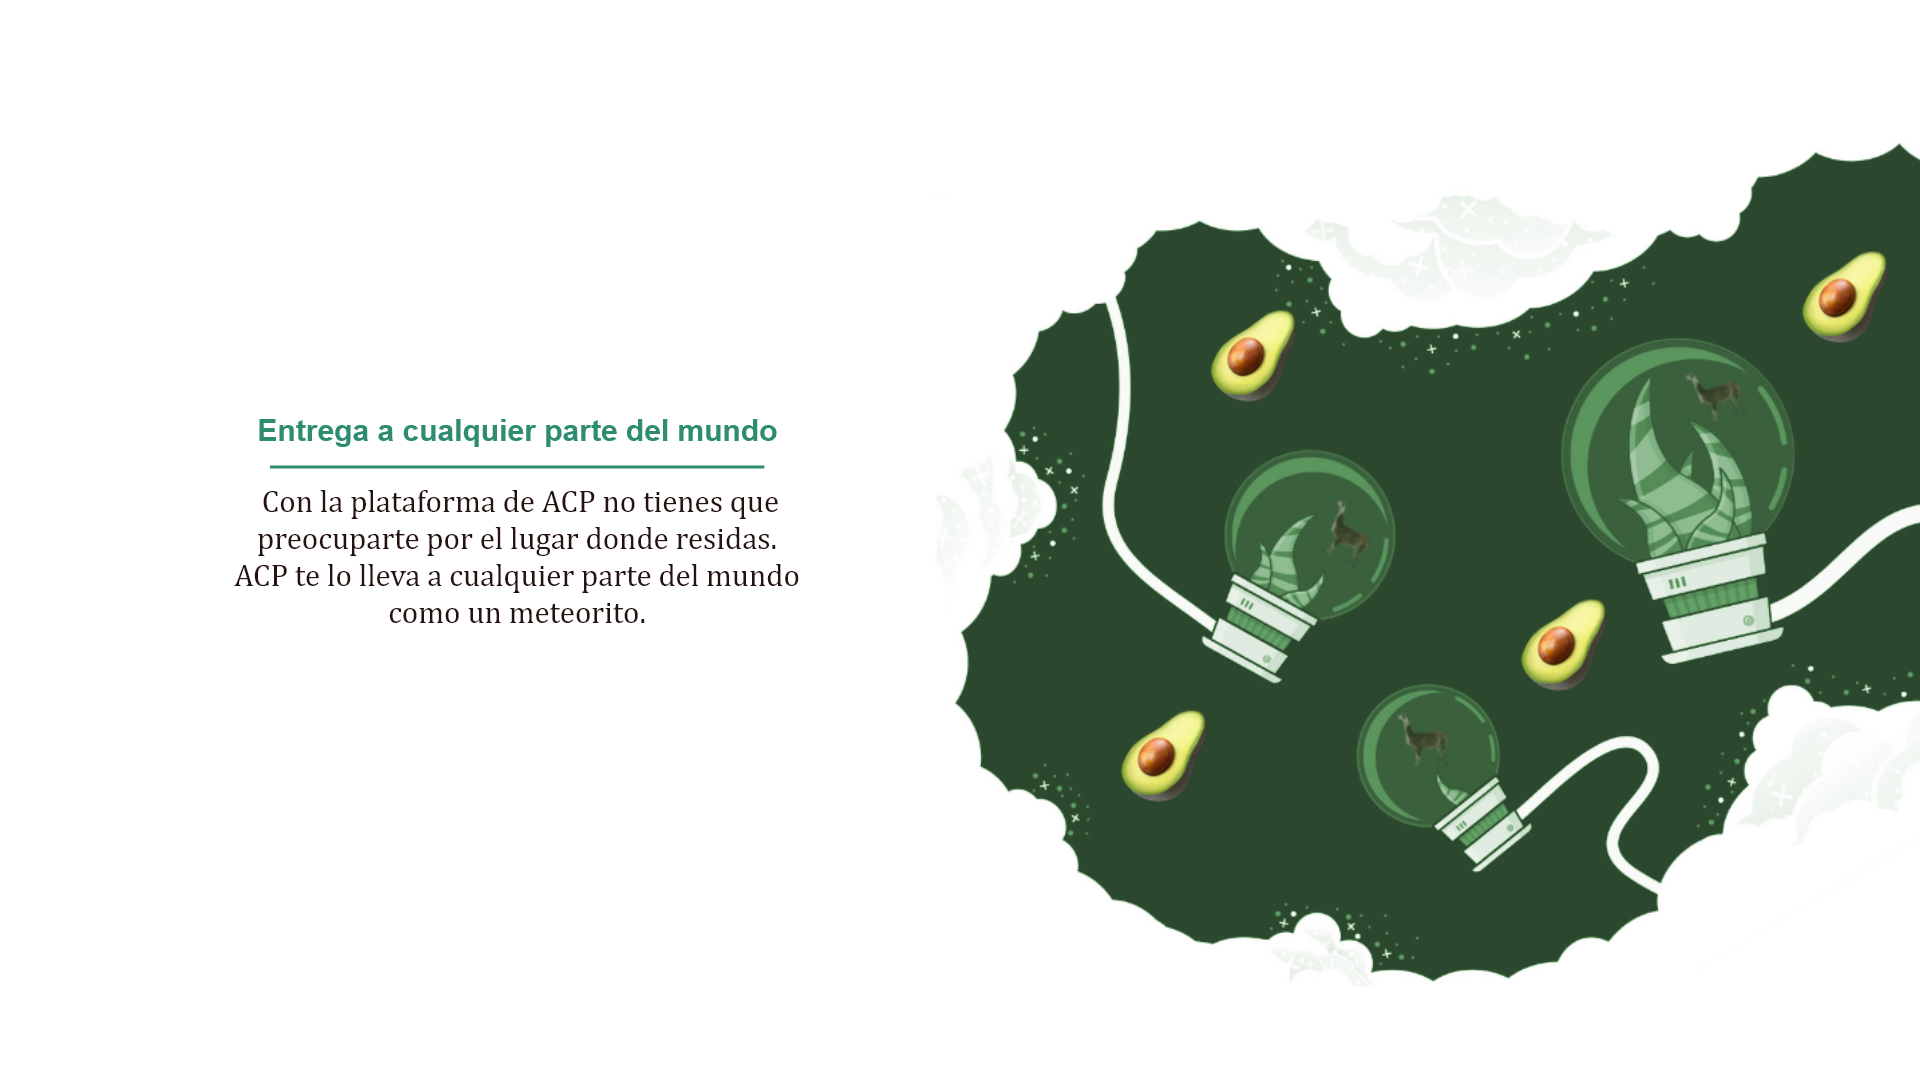 Entrega a cualquier parte del mundo
Con la plataforma de ACP no tienes que
preocuparte por el lugar donde residas.
ACP te lo lleva a cualquier parte del mundo
como un meteorito.